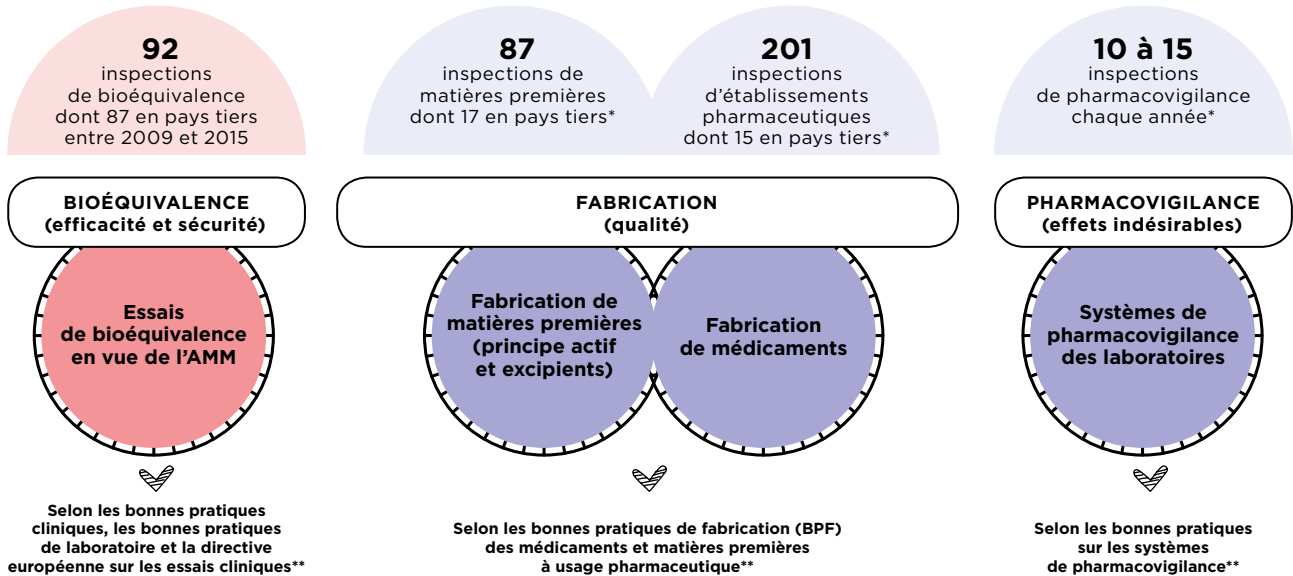 92
inspections
de bioéquivalence
dont 87 en pays tiers
entre 2009 et 2015
87
inspections de
matières premières
dont 17 en pays tiers*
201
inspections
d'établissements
pharmaceutiques
dont 15 en pays tiers*
10 à 15
inspections
de pharmacovigilance
chaque année*
BIOÉQUIVALENCE
(efficacité et sécurité)
FABRICATION
(qualité)
PHARMACOVIGILANCE
(effets indésirables)
Essais
de bioéquivalence
en vue de l'AMM
Fabrication de
matières premières
(principe actif
et excipients)
Fabrication
de médicaments
Systèmes de
pharmacovigilance
des laboratoires
Selon les bonnes pratiques
cliniques, les bonnes pratiques
de laboratoire et la directive
européenne sur les essais cliniques**
Selon les bonnes pratiques de fabrication (BPF)
des médicaments et matières premières
à usage pharmaceutique**
Selon les bonnes pratiques
sur les systèmes
de pharmacovigilance**